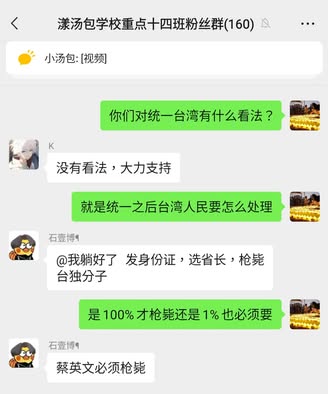 漾汤包学校重点十四班粉丝群(160)
小汤包: [视频]
你们对统一台湾有什么看法？
K
没有看法，大力支持
就是统一之后台湾人民要怎么处理
石壹博¶
@我躺好了 发身份证，选省长，枪毙
台独分子
是100%才枪毙还是1%也必须要
石壹博¶
蔡英文必须枪毙